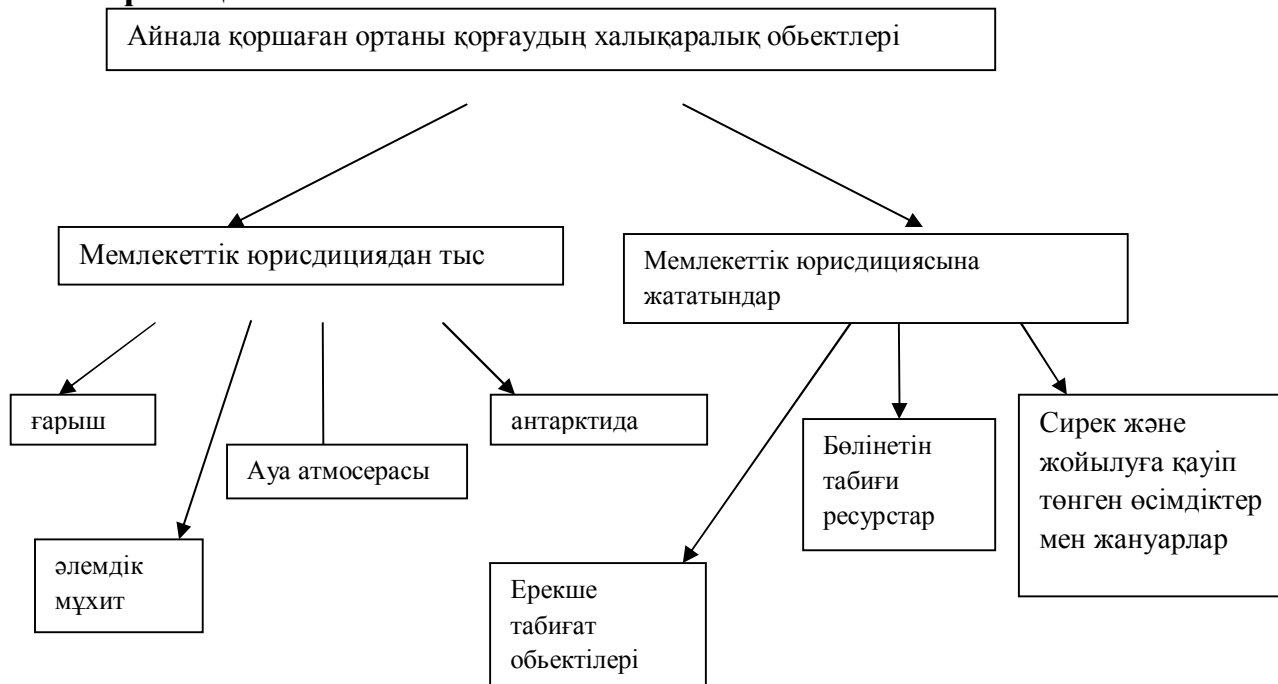 Айнала қоршаған ортаны қорғаудың халықаралық обьектлері
Мемлекеттік юрисдициядан тыс
Мемлекеттік юрисдициясына
жататындар
ғарыш
Ауа атмосерасы
антарктида
әлемдік
мұхит
Ерекше
табиғат
обьектілері
Бөлінетін
табиғи
ресурстар
Сирек және
жойылуға қауіп
төнген өсімдіктер
мен жануарлар